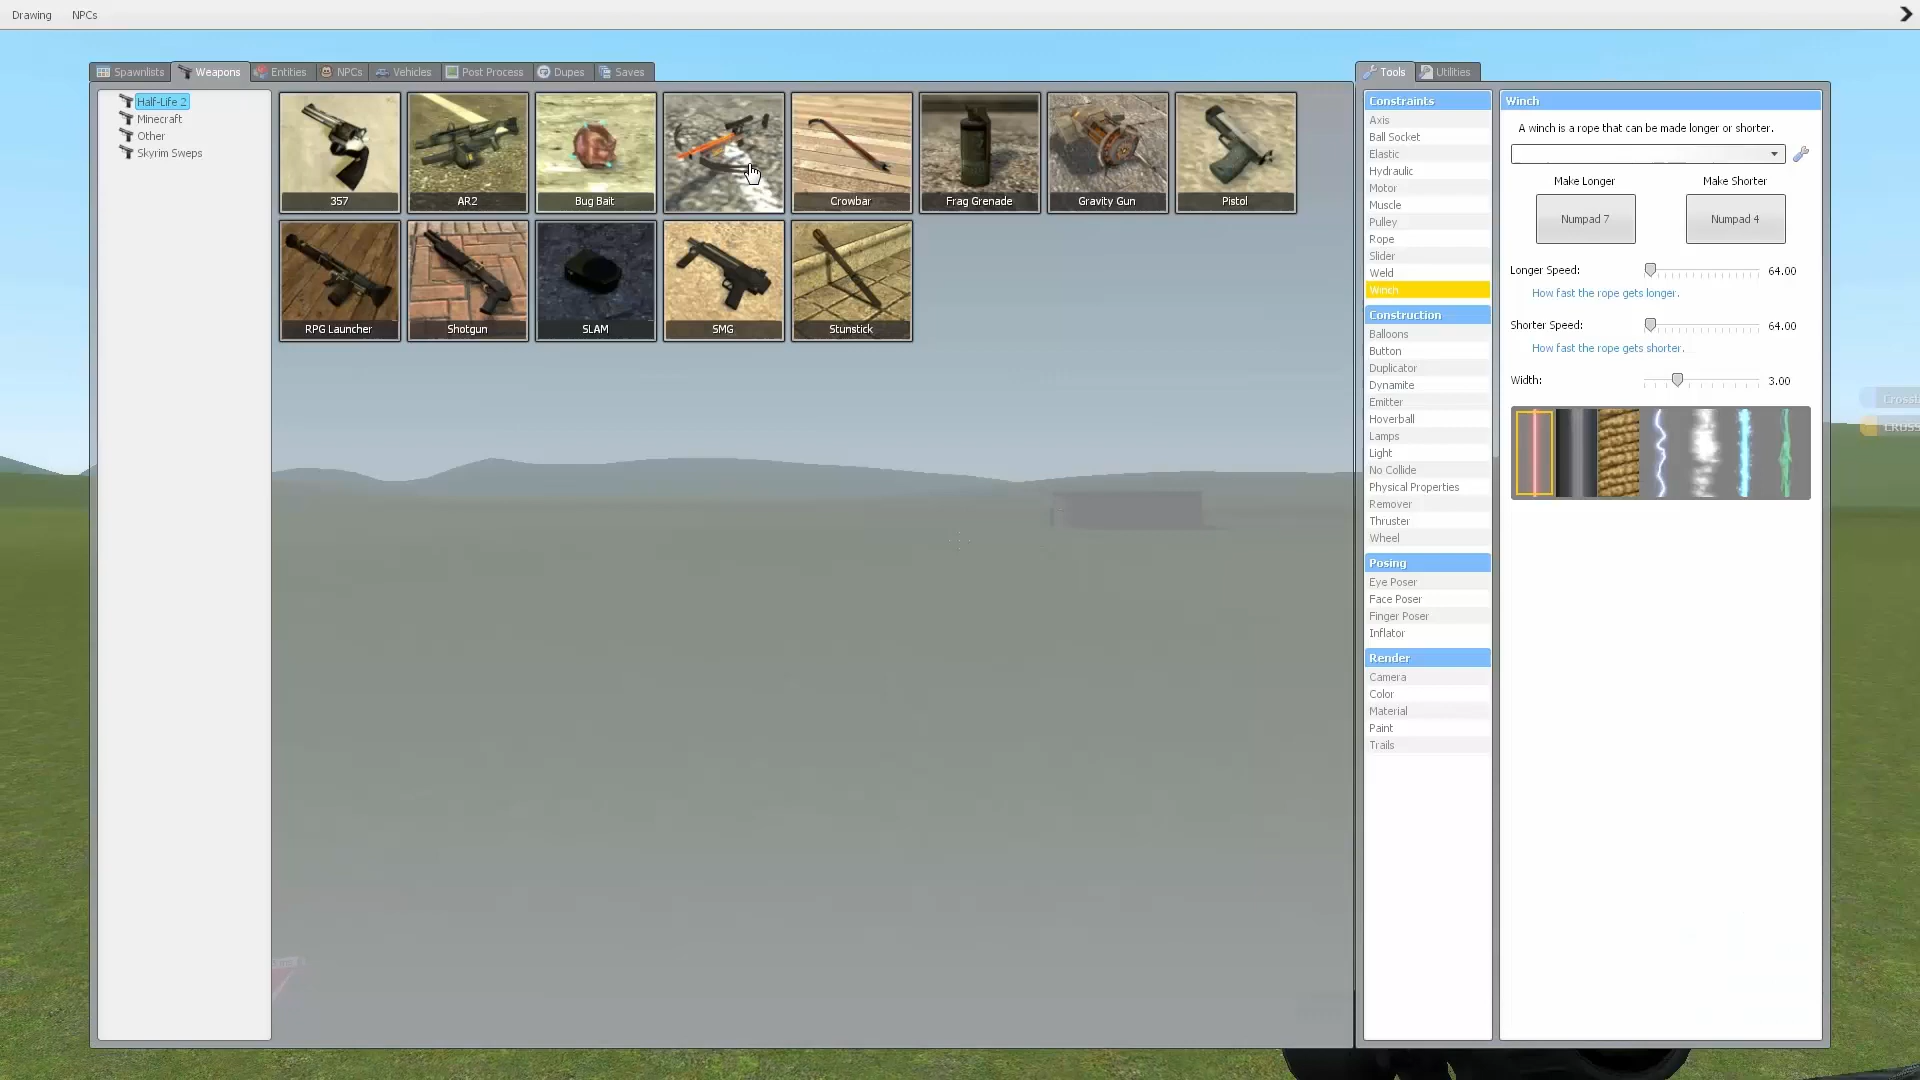 Drawing NPCs
Spawnlists Weapons Entities NPCs Vehicles Post Process Dupes Saves
Tools Utilities
Half-Life 2
Minecraft
Other
Skyrim Sweps
357 AR2 Bug Bait Crowbar Frag Grenade Gravity Gun Pistol
RPG Launcher Shotgun SLAM SMG Stunstick
Constraints
Axis
Ball Socket
Elastic
Hydraulic
Motor
Muscle
Pulley
Rope
Slider
Weld
Winch
Construction
Balloons
Button
Duplicator
Dynamite
Emitter
Hoverball
Lamps
Light
No Collide
Physical Properties
Remover
Thruster
Wheel
Posing
Eye Poser
Face Poser
Finger Poser
Inflator
Render
Camera
Color
Material
Paint
Trails
Winch
A winch is a rope that can be made longer or shorter.
Make Longer Make Shorter
Numpad 7 Numpad 4
Longer Speed: 64.00
How fast the rope gets longer.
Shorter Speed: 64.00
How fast the rope gets shorter.
Width: 3.00